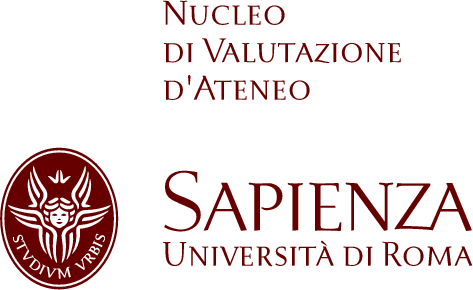 Nucleo
di Valutazione
d'Ateneo
Sapienza
Università di Roma
STVDIVM VRBIS